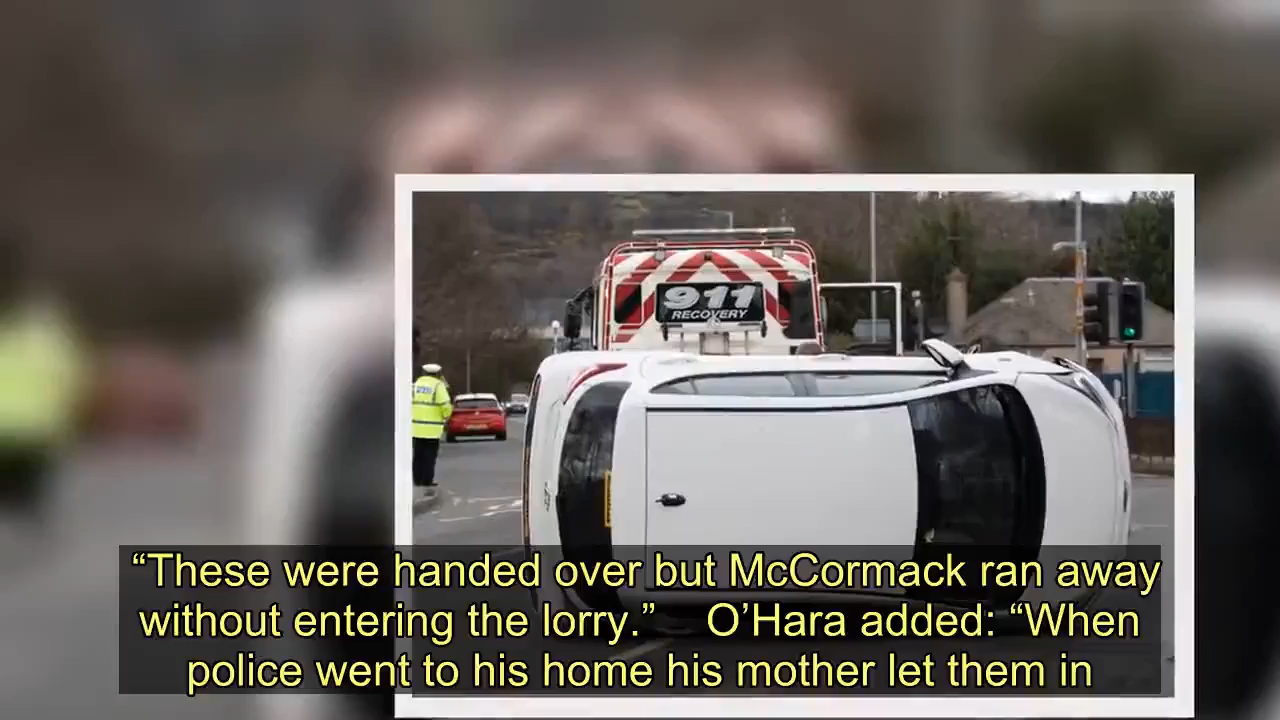 911
RECOVERY
“These were handed over but McCormack ran away
without entering the lorry.” O’Hara added: “When
police went to his home his mother let them in